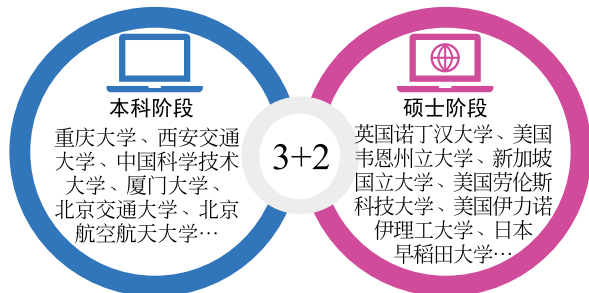 本科阶段
重庆大学、西安交通
大学、中国科学技术
大学、厦门大学、
北京交通大学、北京
航空航天大学…
3+2
硕士阶段
英国诺丁汉大学、美国
韦恩州立大学、新加坡
国立大学、美国劳伦斯
科技大学、美国伊力诺
伊理工大学、日本
早稻田大学…